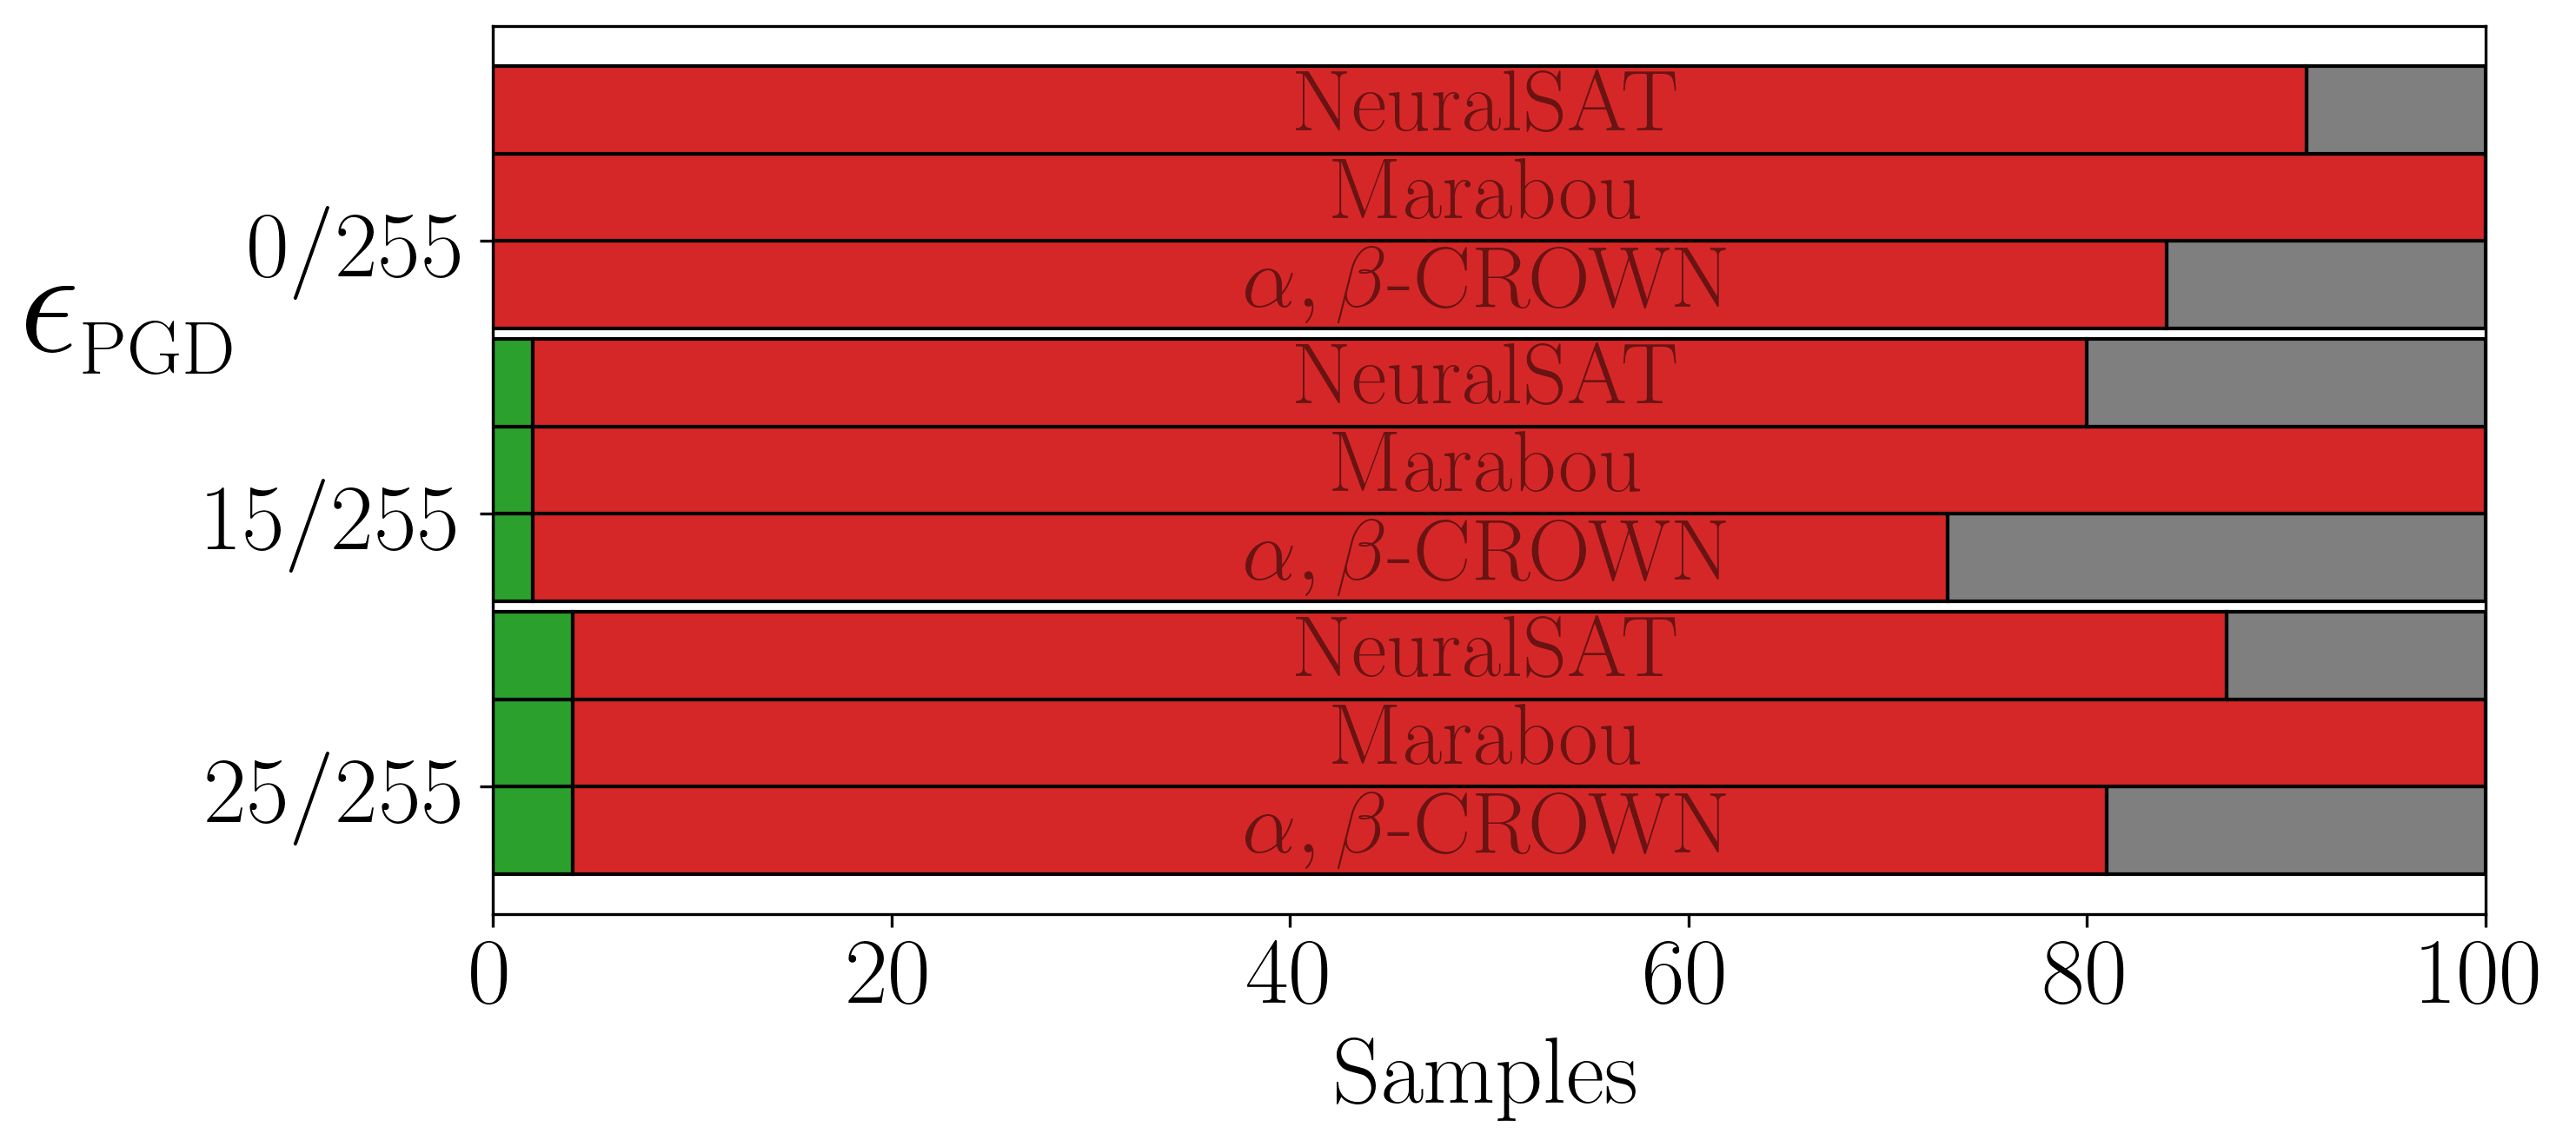 ϵPGD
0/255
NeuralSAT
Marabou
α, β-CROWN
15/255
NeuralSAT
Marabou
α, β-CROWN
25/255
NeuralSAT
Marabou
α, β-CROWN
0 20 40 60 80 100
Samples